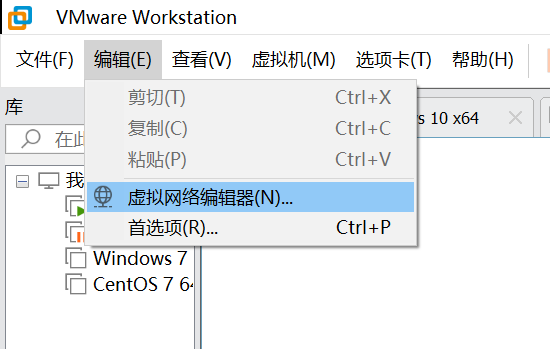 VMware Workstation
文件(F) 编辑(E) 查看(V) 虚拟机(M) 选项卡(T) 帮助(H)
库
剪切(T) Ctrl+X
复制(C) Ctrl+C
10 x64
在此
粘贴(P) Ctrl+V
我
虚拟网络编辑器(N)...
首选项(R)... Ctrl+P
Windows 7
CentOS 7 64